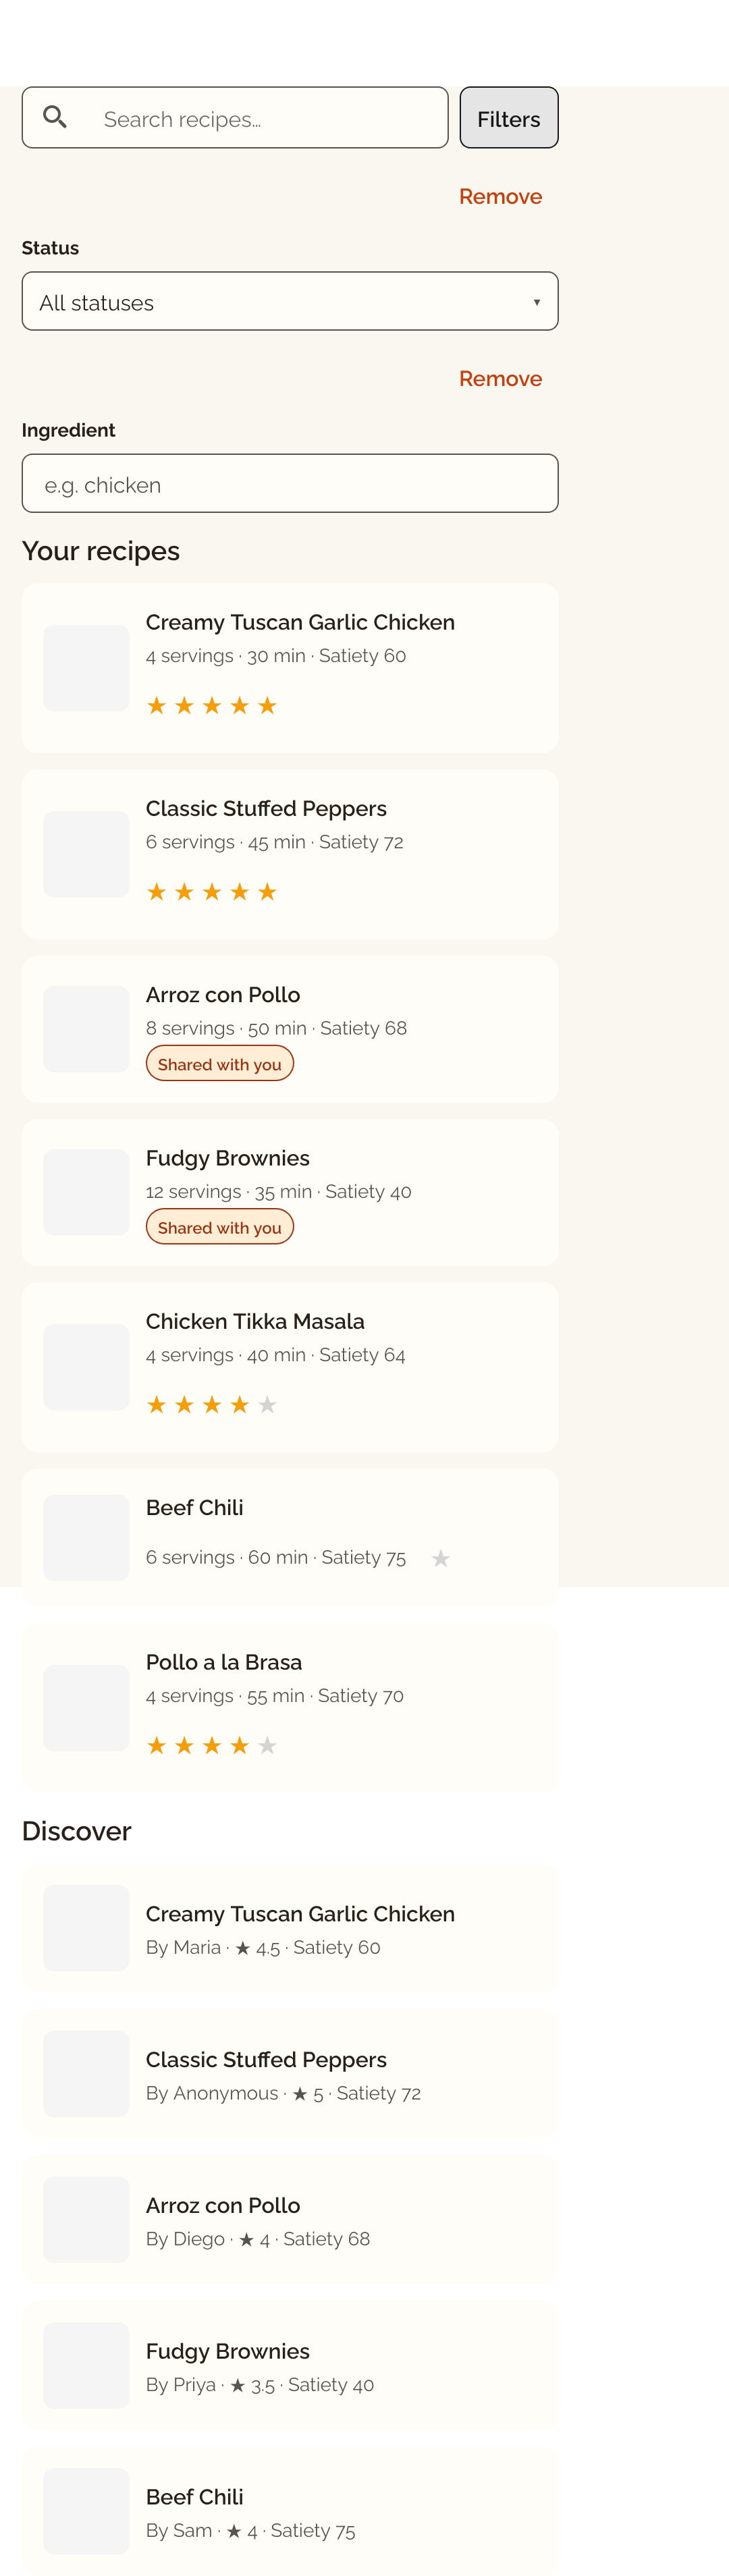 Search recipes…
Filters
Remove
Status
All statuses
Remove
Ingredient
e.g. chicken
Your recipes
Creamy Tuscan Garlic Chicken
4 servings · 30 min · Satiety 60
★ ★ ★ ★ ★
Classic Stuffed Peppers
6 servings · 45 min · Satiety 72
★ ★ ★ ★ ★
Arroz con Pollo
8 servings · 50 min · Satiety 68
Shared with you
Fudgy Brownies
12 servings · 35 min · Satiety 40
Shared with you
Chicken Tikka Masala
4 servings · 40 min · Satiety 64
★ ★ ★ ★ ★
Beef Chili
6 servings · 60 min · Satiety 75 ★
Pollo a la Brasa
4 servings · 55 min · Satiety 70
★ ★ ★ ★ ★
Discover
Creamy Tuscan Garlic Chicken
By Maria · ★ 4.5 · Satiety 60
Classic Stuffed Peppers
By Anonymous · ★ 5 · Satiety 72
Arroz con Pollo
By Diego · ★ 4 · Satiety 68
Fudgy Brownies
By Priya · ★ 3.5 · Satiety 40
Beef Chili
By Sam · ★ 4 · Satiety 75